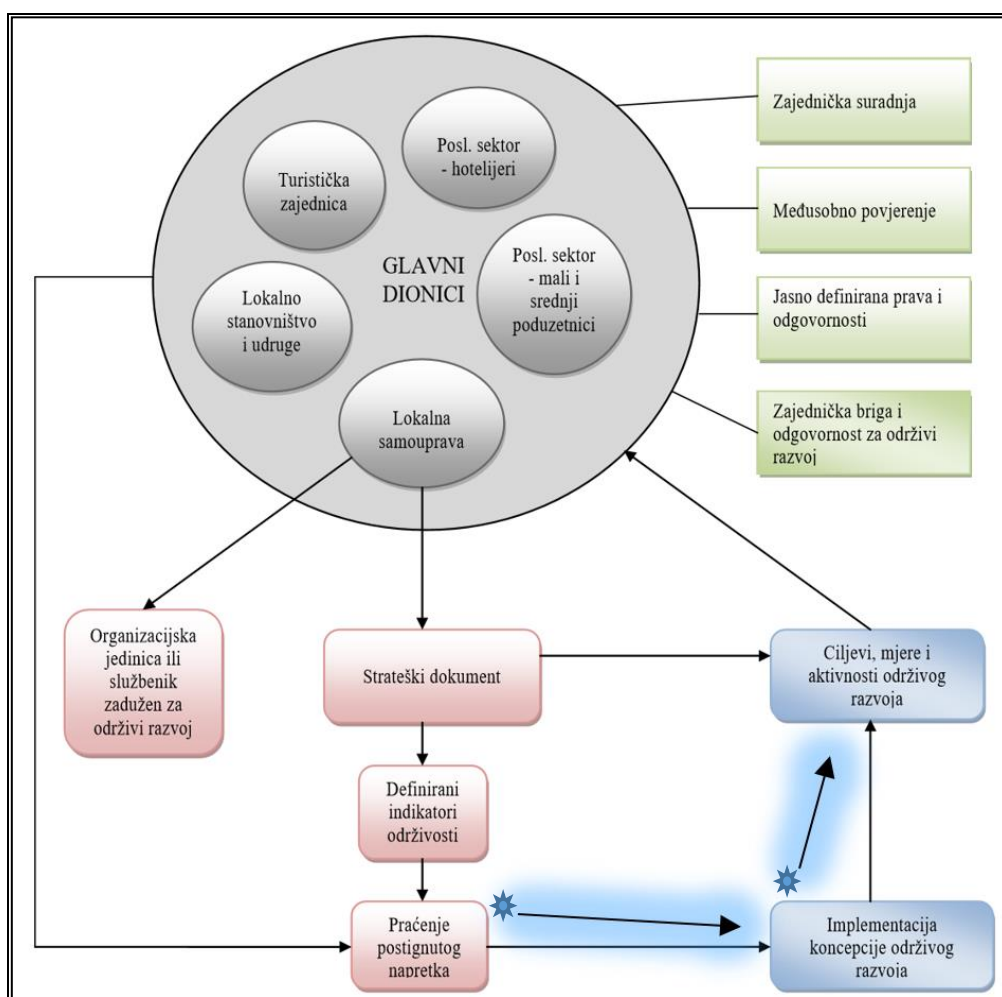 Posl. sektor
- hotelijeri
Turistička
zajednica
GLAVNI
DIONICI
Posl. sektor
- mali i
srednji
poduzetnici
Lokalno
stanovništvo
i udruge
Lokalna
samouprava
Zajednička suradnja
Međusobno povjerenje
Jasno definirana prava i
odgovornosti
Zajednička briga i
odgovornost za održivi
razvoj
Organizacijska
jedinica ili
službenik
zadužen za
održivi razvoj
Strateški dokument
Ciljevi, mjere i
aktivnosti održivog
razvoja
Definirani
indikatori
održivosti
Praćenje
postignutog
napretka
Implementacija
koncepcije održivog
razvoja